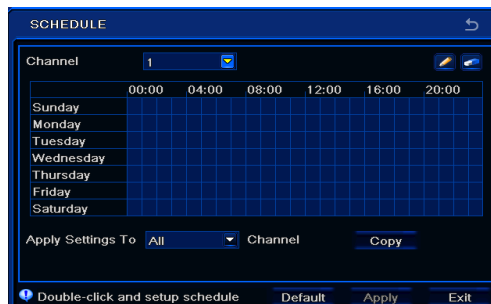 SCHEDULE
Channel 1
00:00 04:00 08:00 12:00 16:00 20:00
Sunday
Monday
Tuesday
Wednesday
Thursday
Friday
Saturday
Apply Settings To All Channel Copy
Double-click and setup schedule Default Apply Exit